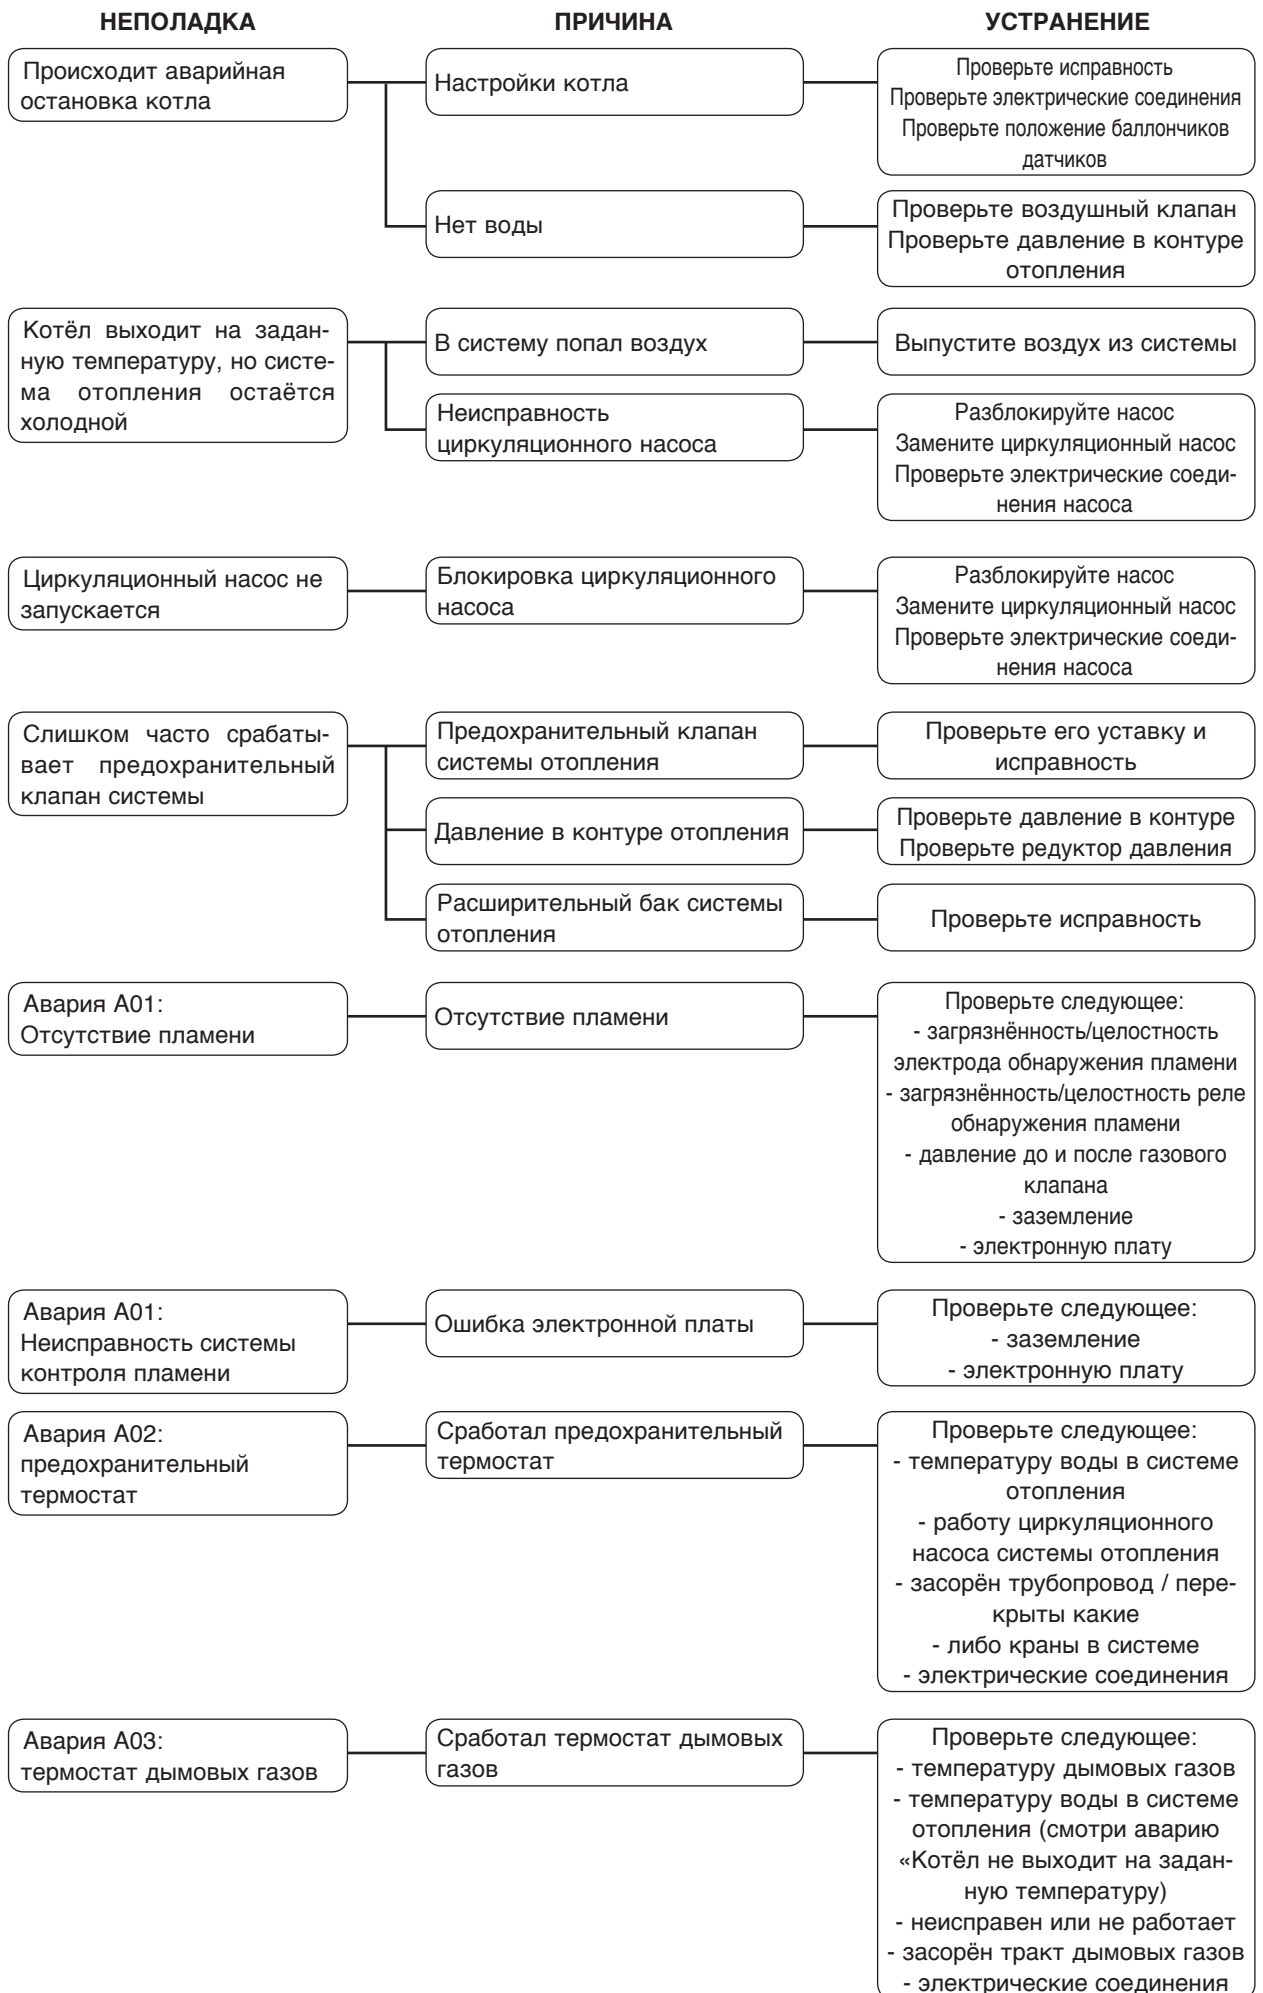 НЕПОЛАДКА
ПРИЧИНА
УСТРАНЕНИЕ
Происходит аварийная
остановка котла
Настройки котла
Проверьте исправность
Проверьте электрические соединения
Проверьте положение баллончиков
датчиков
Нет воды
Проверьте воздушный клапан
Проверьте давление в контуре
отопления
Котёл выходит на задан-
ную температуру, но систе-
ма отопления остаётся
холодной
В систему попал воздух
Выпустите воздух из системы
Неисправность
циркуляционного насоса
Разблокируйте насос
Замените циркуляционный насос
Проверьте электрические соеди-
нения насоса
Циркуляционный насос не
запускается
Блокировка циркуляционного
насоса
Разблокируйте насос
Замените циркуляционный насос
Проверьте электрические соеди-
нения насоса
Слишком часто срабаты-
вает предохранительный
клапан системы
Предохранительный клапан
системы отопления
Проверьте его уставку и
исправность
Давление в контуре отопления
Проверьте давление в контуре
Проверьте редуктор давления
Расширительный бак системы
отопления
Проверьте исправность
Авария А01:
Отсутствие пламени
Отсутствие пламени
Проверьте следующее:
- загрязнённость/целостность
электрода обнаружения пламени
- загрязнённость/целостность реле
обнаружения пламени
- давление до и после газового
клапана
- заземление
- электронную плату
Авария А01:
Неисправность системы
контроля пламени
Ошибка электронной платы
Проверьте следующее:
- заземление
- электронную плату
Авария А02:
предохранительный
термостат
Сработал предохранительный
термостат
Проверьте следующее:
- температуру воды в системе
отопления
- работу циркуляционного
насоса системы отопления
- засорён трубопровод / пере-
крыты какие
- либо краны в системе
- электрические соединения
Авария А03:
термостат дымовых газов
Сработал термостат дымовых
газов
Проверьте следующее:
- температуру дымовых газов
- температуру воды в системе
отопления (смотри аварию
«Котёл не выходит на задан-
ную температуру)
- неисправен или не работает
- засорён тракт дымовых газов
- электрические соединения